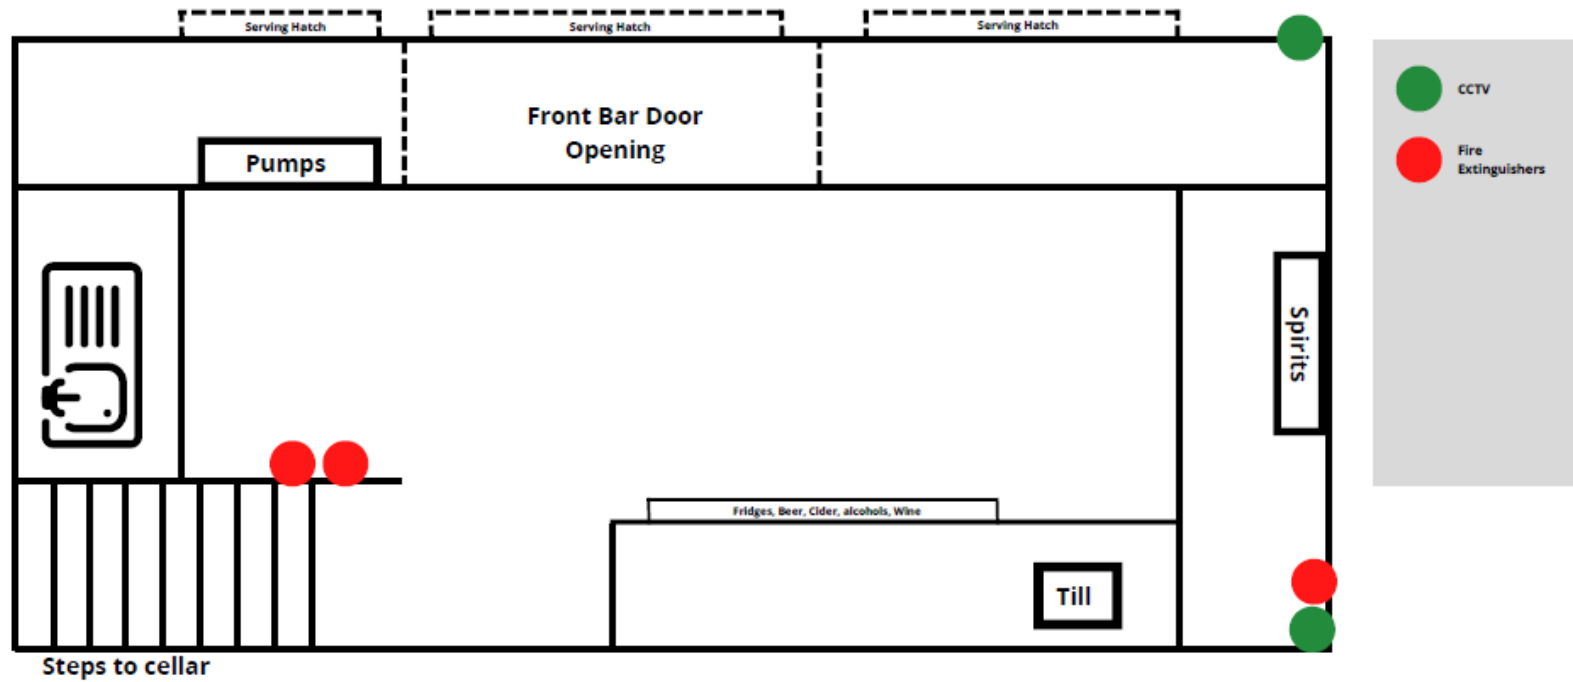 Serving Hatch
Serving Hatch
Serving Hatch
Front Bar Door
Opening
Pumps
CCTV
Fire
Extinguishers
Spirits
Fridges, Beer, Cider, alcohols, Wine
Till
Steps to cellar